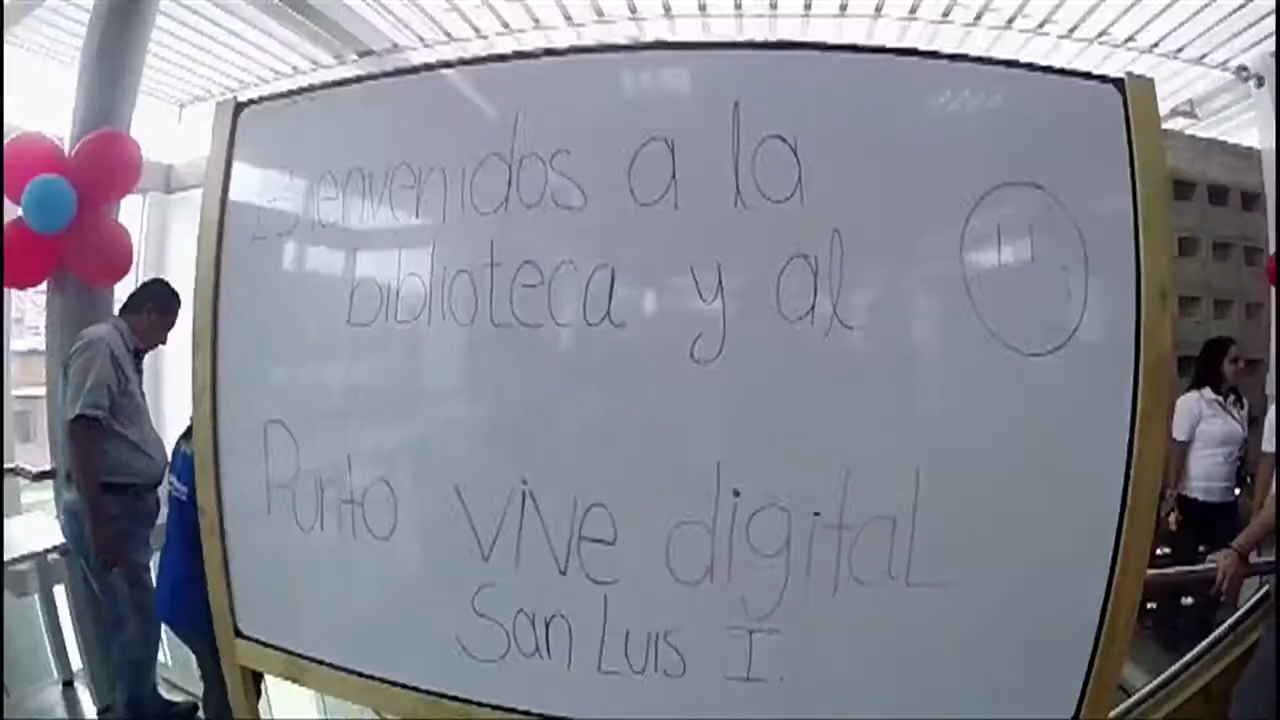 Bienvenidos a la
biblioteca y al
Punto vive digital
San Luis I.